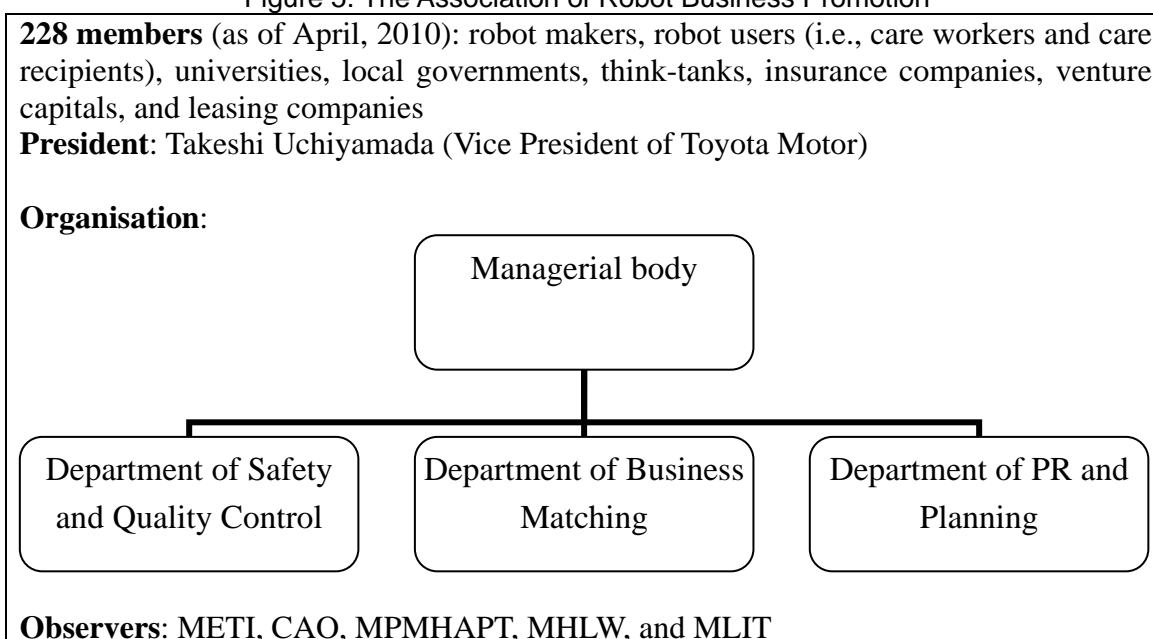 Figure 3. The Association of Robot Business Promotion
228 members (as of April, 2010): robot makers, robot users (i.e., care workers and care
recipients), universities, local governments, think-tanks, insurance companies, venture
capitals, and leasing companies
President: Takeshi Uchiyamada (Vice President of Toyota Motor)
Organisation:
Managerial body
Department of Safety
and Quality Control
Department of Business
Matching
Department of PR and
Planning
Observers: METI, CAO, MPMHAPT, MHLW, and MLIT